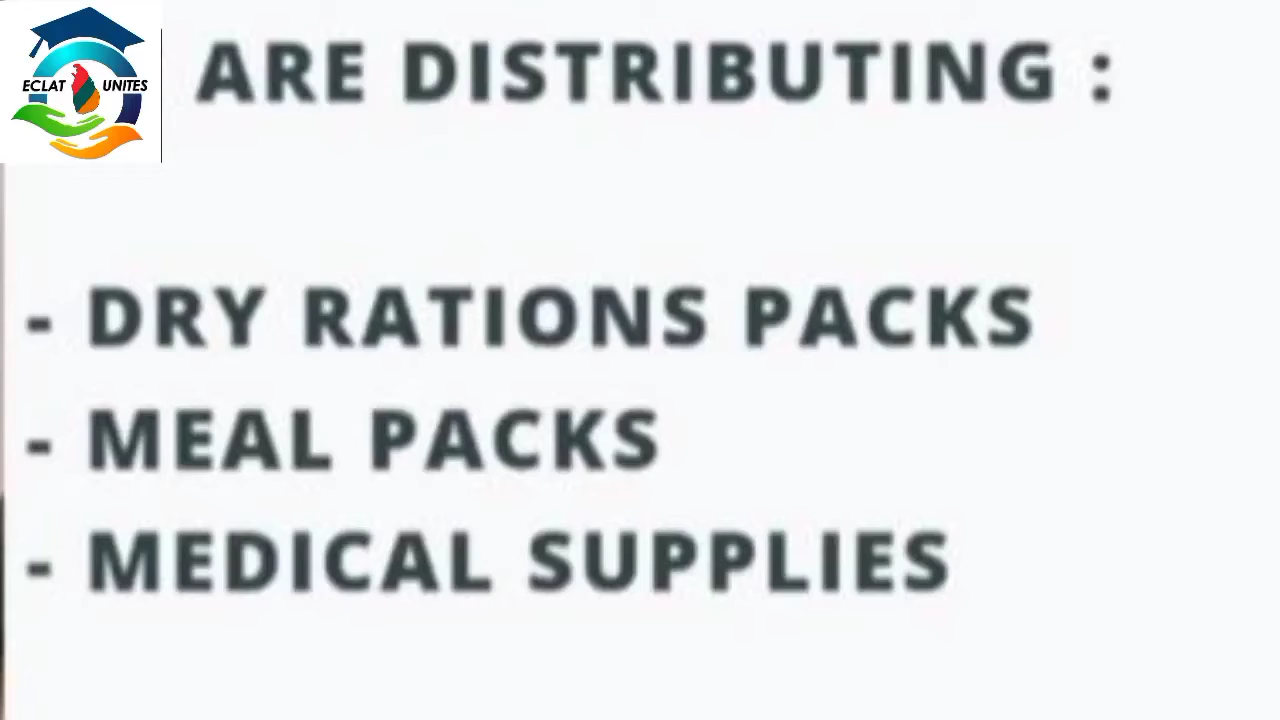 ECLAT UNITES
ARE DISTRIBUTING :
- DRY RATIONS PACKS
- MEAL PACKS
- MEDICAL SUPPLIES